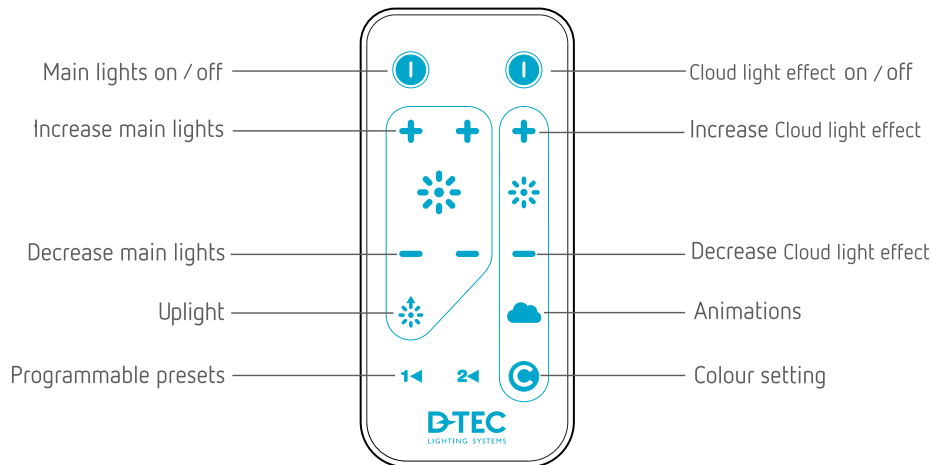 Main lights on / off
Cloud light effect on / off
Increase main lights
Increase Cloud light effect
Decrease main lights
Decrease Cloud light effect
Uplight
Animations
Programmable presets
1
2
Colour setting
D-TEC
LIGHTING SYSTEMS